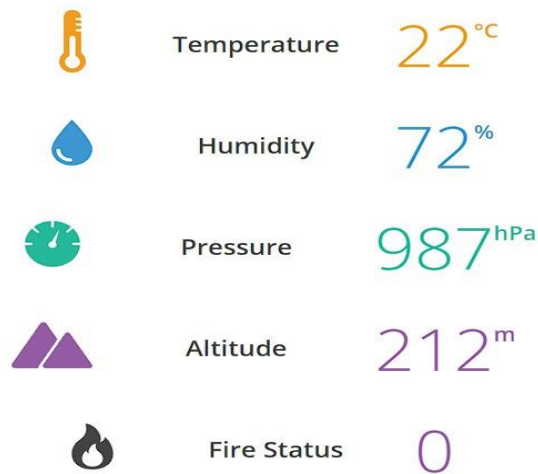 Temperature 22°C
Humidity 72%
Pressure 987hPa
Altitude 212m
Fire Status 0